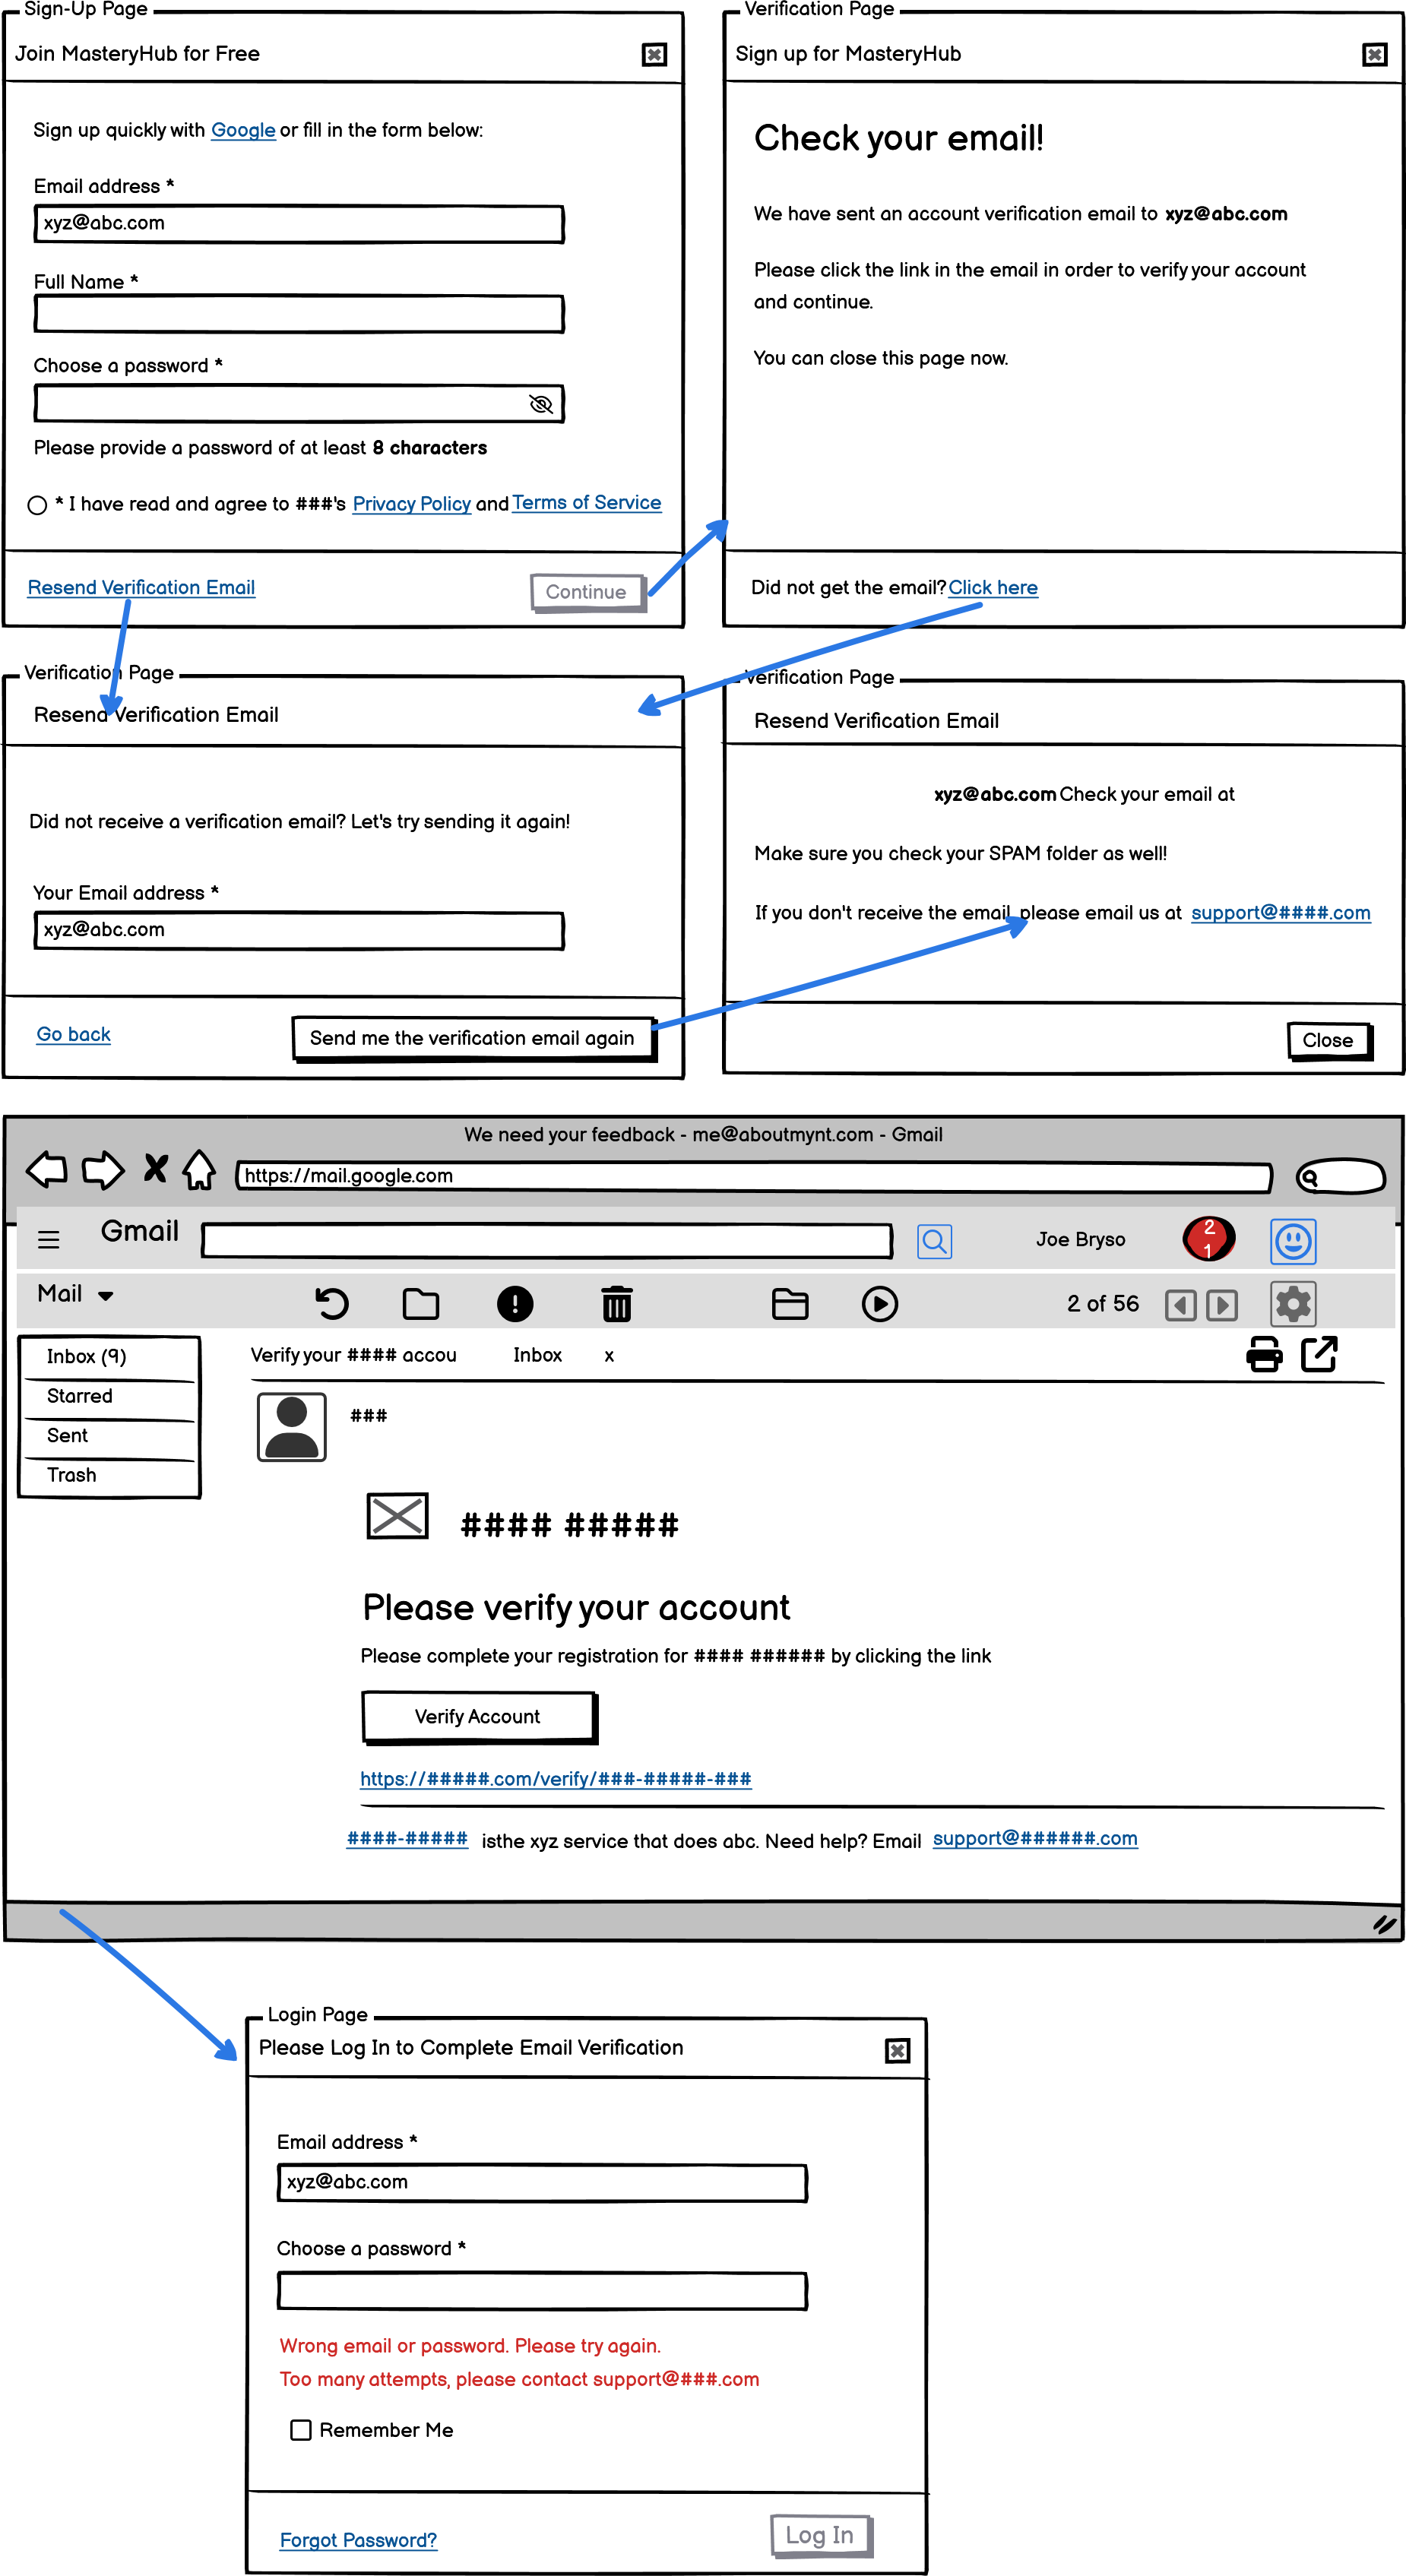 Sign-Up Page
Join MasteryHub for Free
Sign up quickly with Google or fill in the form below:
Email address *
xyz@abc.com
Full Name *
Choose a password *
Please provide a password of at least 8 characters
* I have read and agree to ###'s Privacy Policy and Terms of Service
Resend Verification Email
Continue
Verification Page
Sign up for MasteryHub
Check your email!
We have sent an account verification email to xyz@abc.com
Please click the link in the email in order to verify your account
and continue.
You can close this page now.
Did not get the email? Click here
Verification Page
Resend Verification Email
Did not receive a verification email? Let's try sending it again!
Your Email address *
xyz@abc.com
Go back
Send me the verification email again
Verification Page
Resend Verification Email
xyz@abc.com Check your email at
Make sure you check your SPAM folder as well!
If you don't receive the email, please email us at support@####.com
Close
We need your feedback - me@aboutmynt.com - Gmail
https://mail.google.com
Gmail
Joe Bryso
2
1
Mail
2 of 56
Inbox (9)
Starred
Sent
Trash
Verify your #### accou
Inbox
x
###
#### #####
Please verify your account
Please complete your registration for #### ###### by clicking the link
Verify Account
https://#####.com/verify/###-#####-###
####-##### isthe xyz service that does abc. Need help? Email support@######.com
Login Page
Please Log In to Complete Email Verification
Email address *
xyz@abc.com
Choose a password *
Wrong email or password. Please try again.
Too many attempts, please contact support@###.com
Remember Me
Forgot Password?
Log In